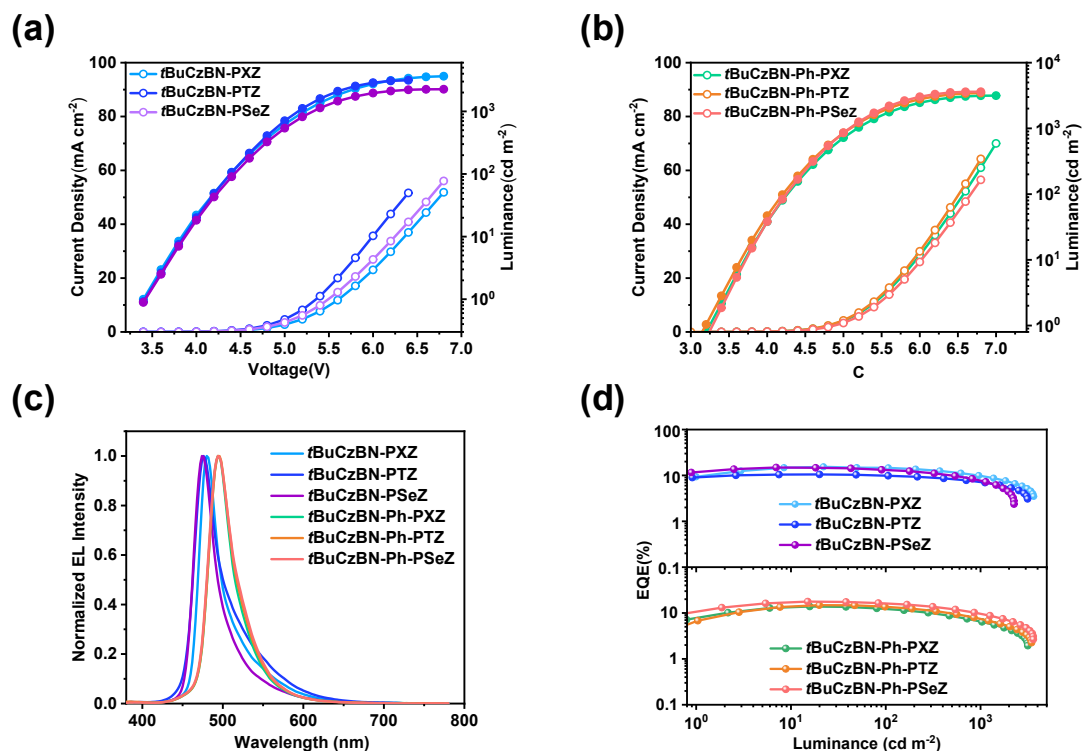 (a)
(b)
100
90
80
70
60
50
40
30
20
10
0
Current Density(mA cm-2)
tBuCzBN-PXZ
tBuCzBN-PTZ
tBuCzBN-PSeZ
10³
10²
10¹
10⁰
Luminance(cd m-2)
3.5 4.0 4.5 5.0 5.5 6.0 6.5 7.0
Voltage(V)
100
80
60
40
20
0
Current Density(mA cm-2)
tBuCzBN-Ph-PXZ
tBuCzBN-Ph-PTZ
tBuCzBN-Ph-PSeZ
10⁴
10³
10²
10¹
10⁰
Luminance(cd m-2)
3.0 3.5 4.0 4.5 5.0 5.5 6.0 6.5 7.0
C
(c)
(d)
1.0
0.8
0.6
0.4
0.2
0.0
Normalized EL Intensity
tBuCzBN-PXZ
tBuCzBN-PTZ
tBuCzBN-PSeZ
tBuCzBN-Ph-PXZ
tBuCzBN-Ph-PTZ
tBuCzBN-Ph-PSeZ
400 500 600 700 800
Wavelength (nm)
100
10
1
0.1
EQE(%)
tBuCzBN-PXZ
tBuCzBN-PTZ
tBuCzBN-PSeZ
10
1
0.1
tBuCzBN-Ph-PXZ
tBuCzBN-Ph-PTZ
tBuCzBN-Ph-PSeZ
10⁰ 10¹ 10² 10³
Luminance (cd m-2)